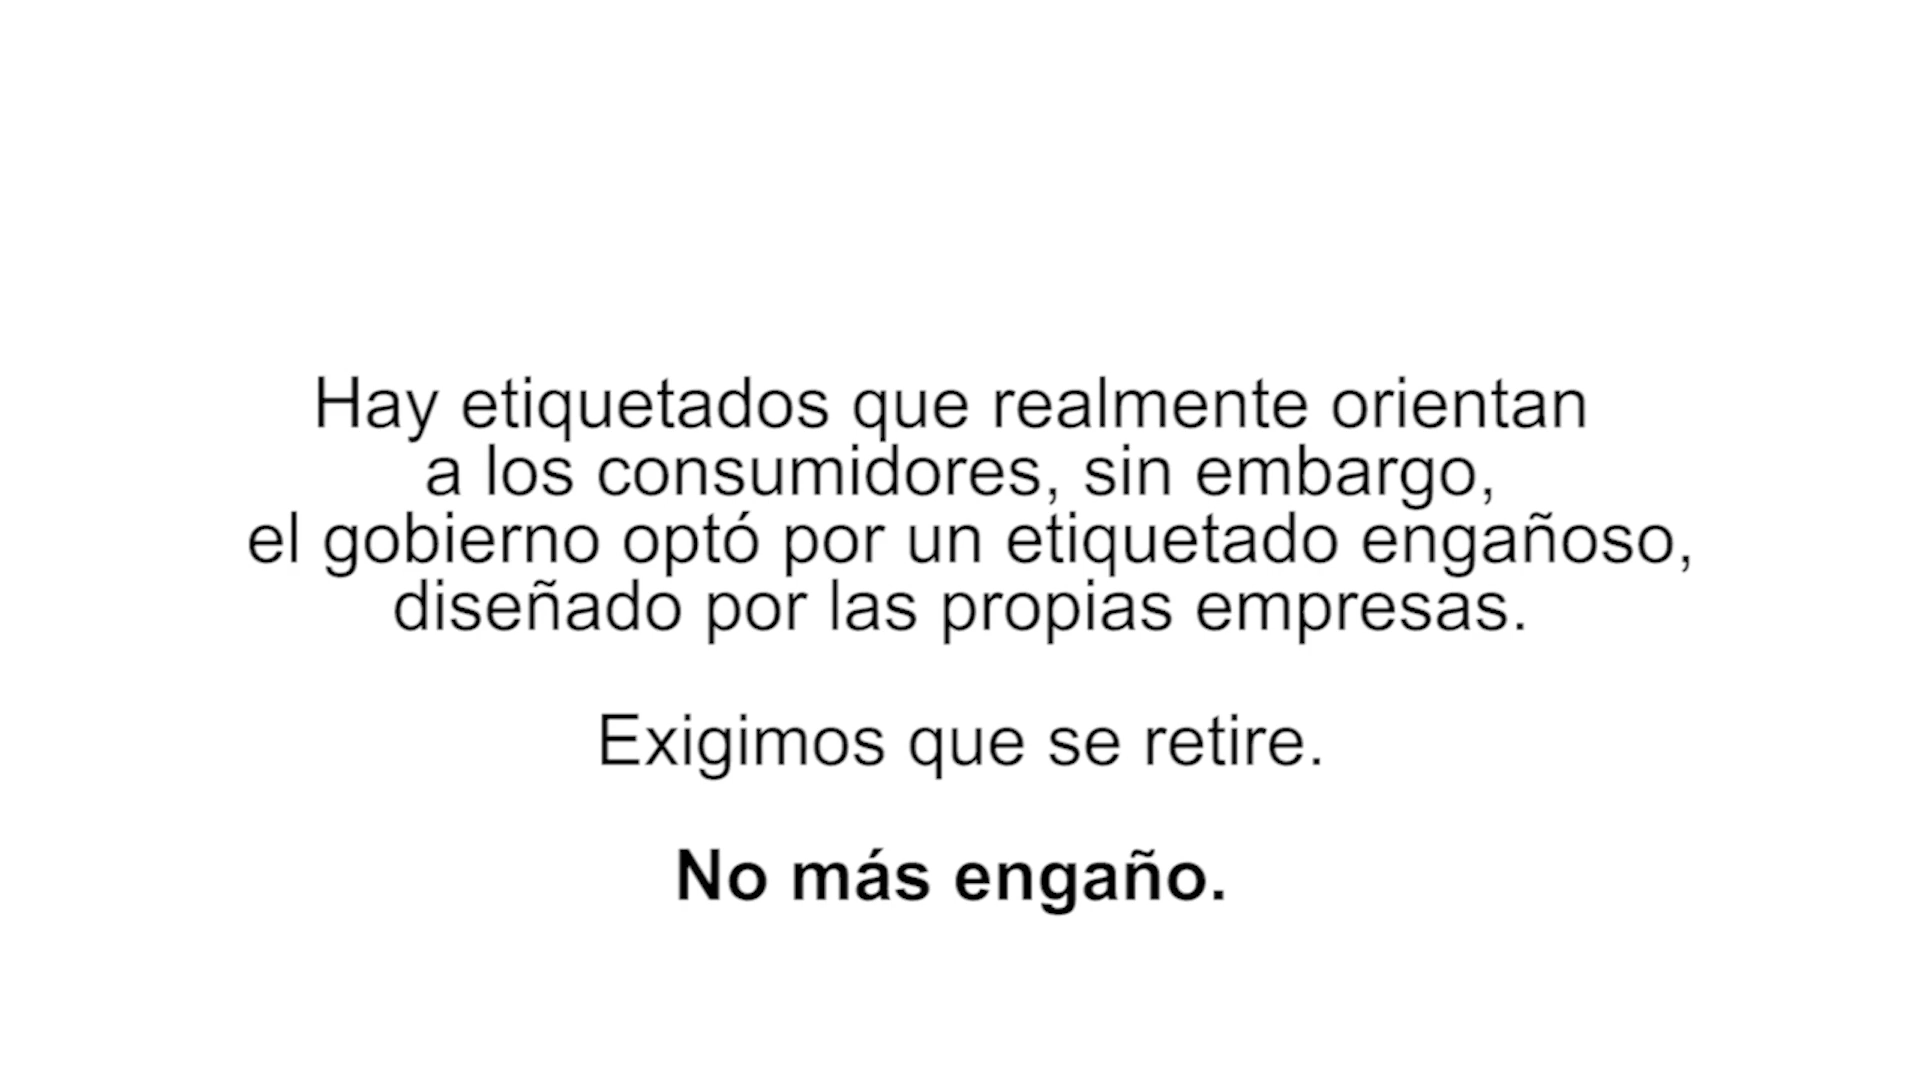 Hay etiquetados que realmente orientan
a los consumidores, sin embargo,
el gobierno optó por un etiquetado engañoso,
diseñado por las propias empresas.
Exigimos que se retire.
No más engaño.